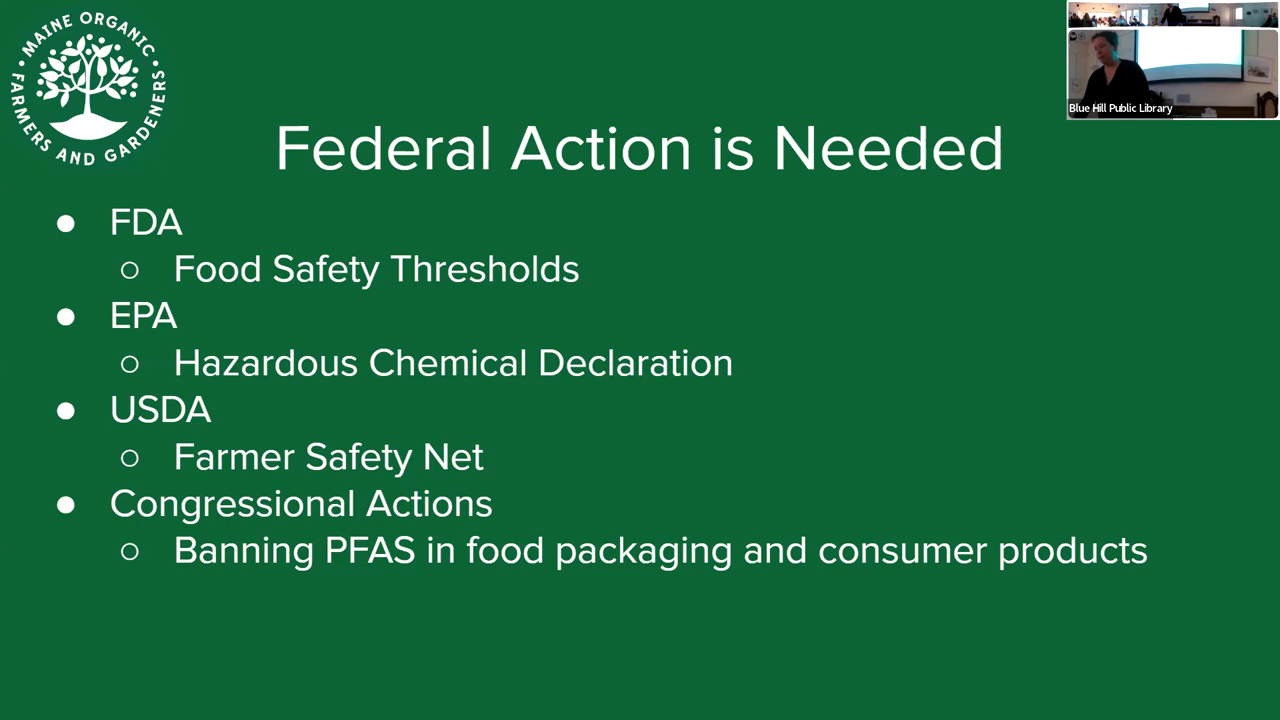 MAINE ORGANIC
FARMERS AND GARDENERS
Blue Hill Public Library
Federal Action is Needed
● FDA
○ Food Safety Thresholds
● EPA
○ Hazardous Chemical Declaration
● USDA
○ Farmer Safety Net
● Congressional Actions
○ Banning PFAS in food packaging and consumer products